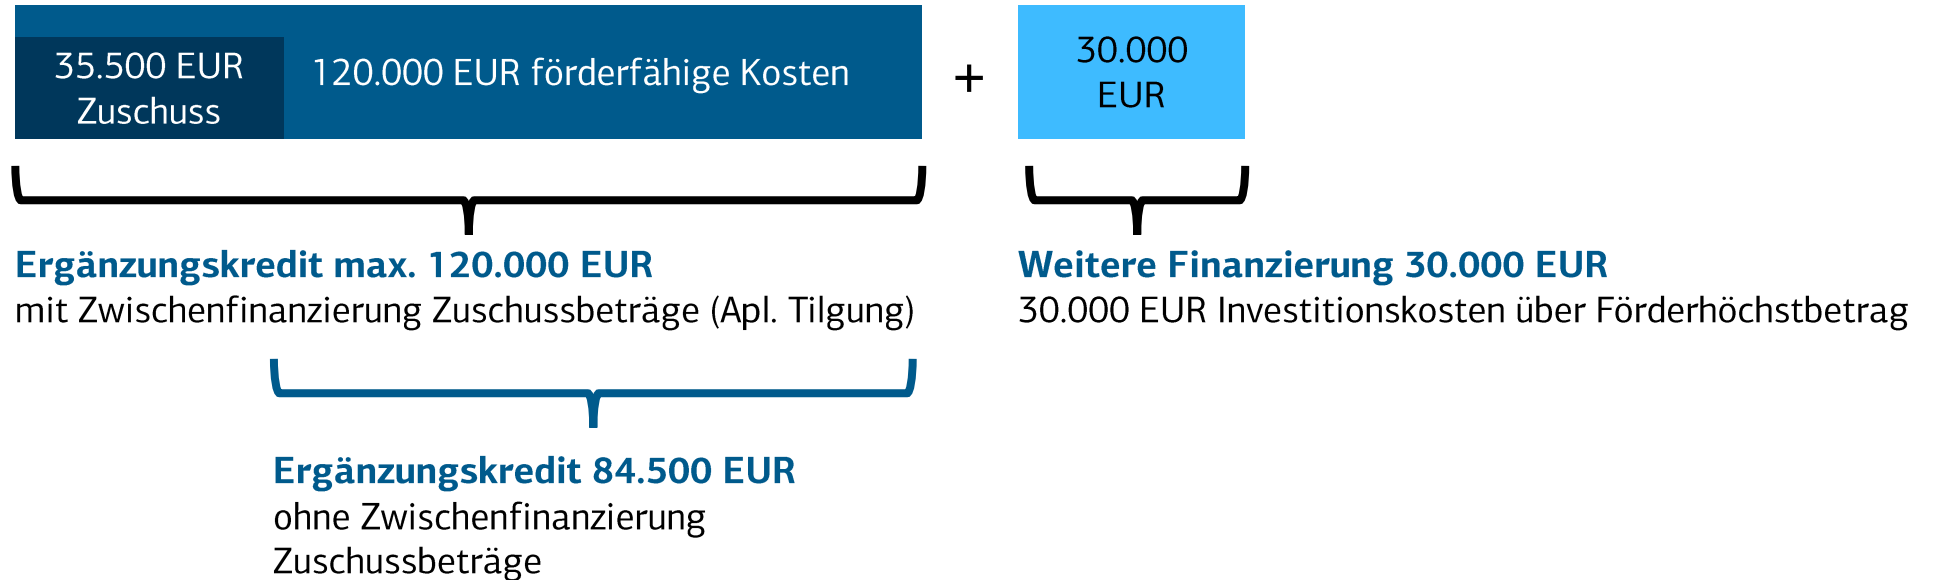 35.500 EUR
Zuschuss
120.000 EUR förderfähige Kosten
+
30.000
EUR
Ergänzungskredit max. 120.000 EUR
mit Zwischenfinanzierung Zuschussbeträge (Apl. Tilgung)
Weitere Finanzierung 30.000 EUR
30.000 EUR Investitionskosten über Förderhöchstbetrag
Ergänzungskredit 84.500 EUR
ohne Zwischenfinanzierung
Zuschussbeträge